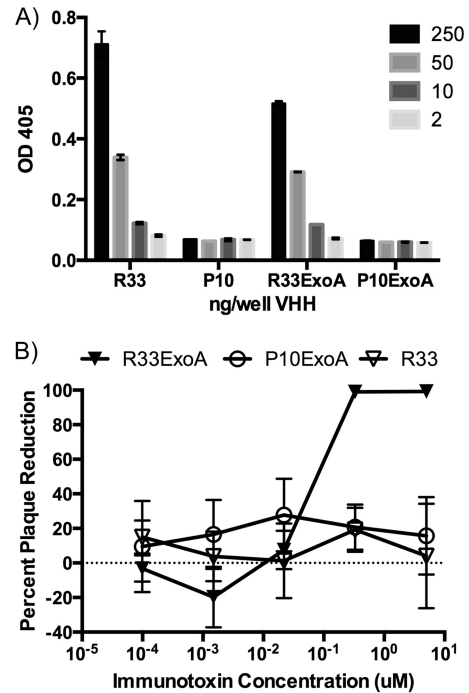 A)
0.8
0.6
0.4
0.2
0.0
OD 405
250
50
10
2
R33 P10 R33ExoA P10ExoA
ng/well VHH
B)
R33ExoA P10ExoA R33
100
80
60
40
20
0
-20
-40
Percent Plaque Reduction
10-5 10-4 10-3 10-2 10-1 100 101
Immunotoxin Concentration (uM)